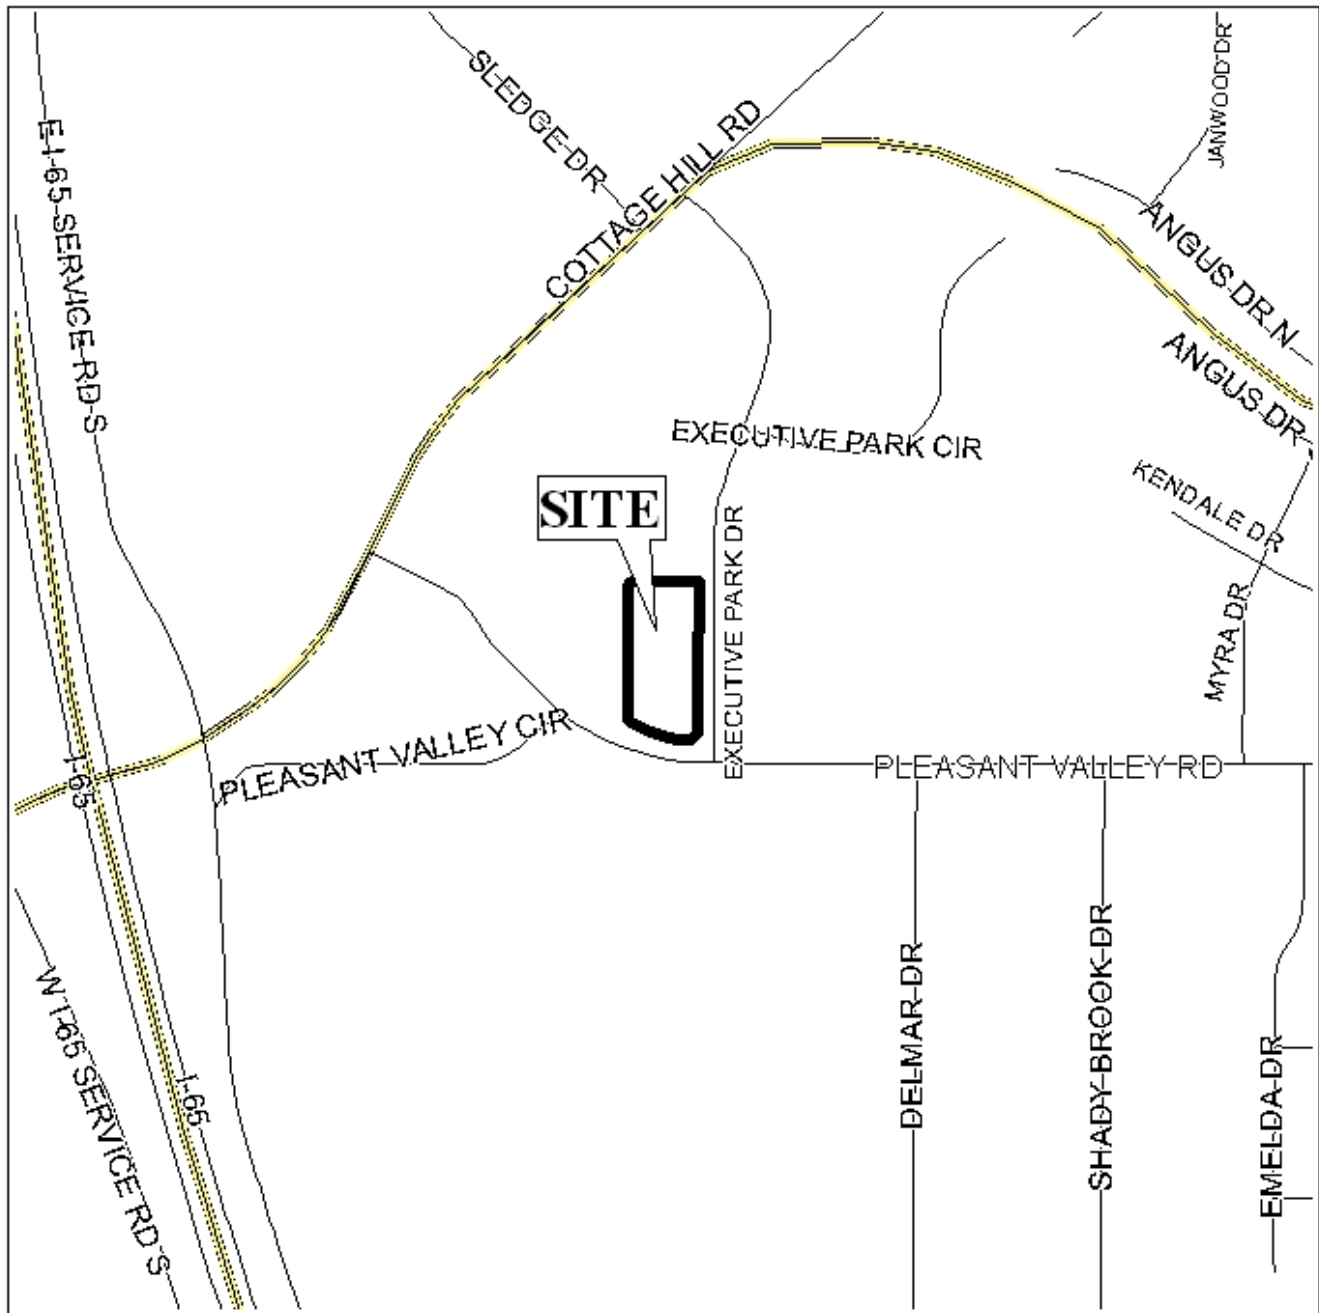 SLEDGE DR
COTTAGE HILL RD
JANWOOD DR
E I-65 SERVICE RD S
ANGUS DR N
ANGUS DR
EXECUTIVE PARK CIR
KENDALE DR
SITE
EXECUTIVE PARK DR
MYRA DR
PLEASANT VALLEY CIR
I-65
PLEASANT VALLEY RD
W I-65 SERVICE RD S
I-65
DELMAR DR
SHADY BROOK DR
EMELDA DR